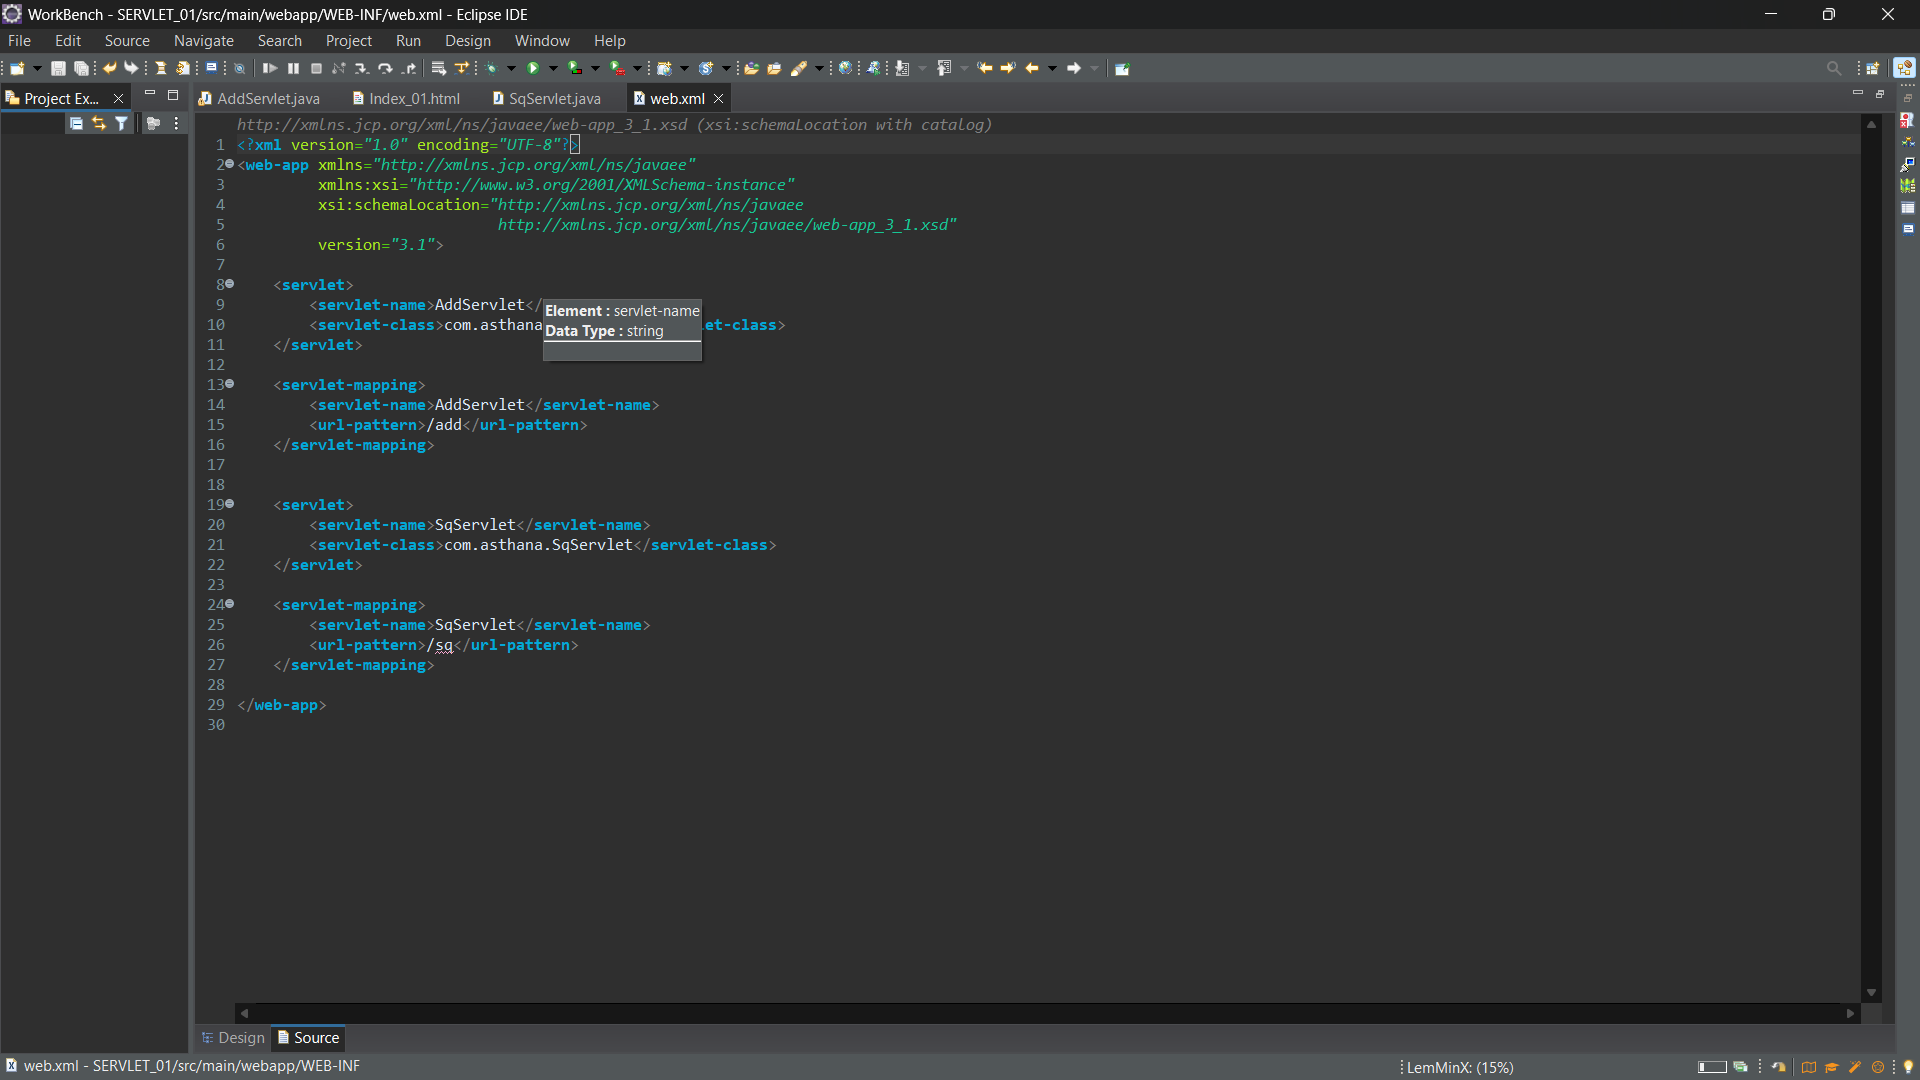 WorkBench - SERVLET_01/src/main/webapp/WEB-INF/web.xml - Eclipse IDE
File Edit Source Navigate Search Project Run Design Window Help
Project Ex... AddServlet.java Index_01.html SqServlet.java web.xml
http://xmlns.jcp.org/xml/ns/javaee/web-app_3_1.xsd (xsi:schemaLocation with catalog)
1 <?xml version="1.0" encoding="UTF-8"?>
2 <web-app xmlns="http://xmlns.jcp.org/xml/ns/javaee"
3 xmlns:xsi="http://www.w3.org/2001/XMLSchema-instance"
4 xsi:schemaLocation="http://xmlns.jcp.org/xml/ns/javaee
5 http://xmlns.jcp.org/xml/ns/javaee/web-app_3_1.xsd"
6 version="3.1">
7
8 <servlet>
9 <servlet-name>AddServlet</
Element : servlet-name
10 <servlet-class>com.asthana let-class>
Data Type : string
11 </servlet>
12
13 <servlet-mapping>
14 <servlet-name>AddServlet</servlet-name>
15 <url-pattern>/add</url-pattern>
16 </servlet-mapping>
17
18
19 <servlet>
20 <servlet-name>SqServlet</servlet-name>
21 <servlet-class>com.asthana.SqServlet</servlet-class>
22 </servlet>
23
24 <servlet-mapping>
25 <servlet-name>SqServlet</servlet-name>
26 <url-pattern>/sq</url-pattern>
27 </servlet-mapping>
28
29 </web-app>
30
Design Source
web.xml - SERVLET_01/src/main/webapp/WEB-INF LemMinX: (15%)